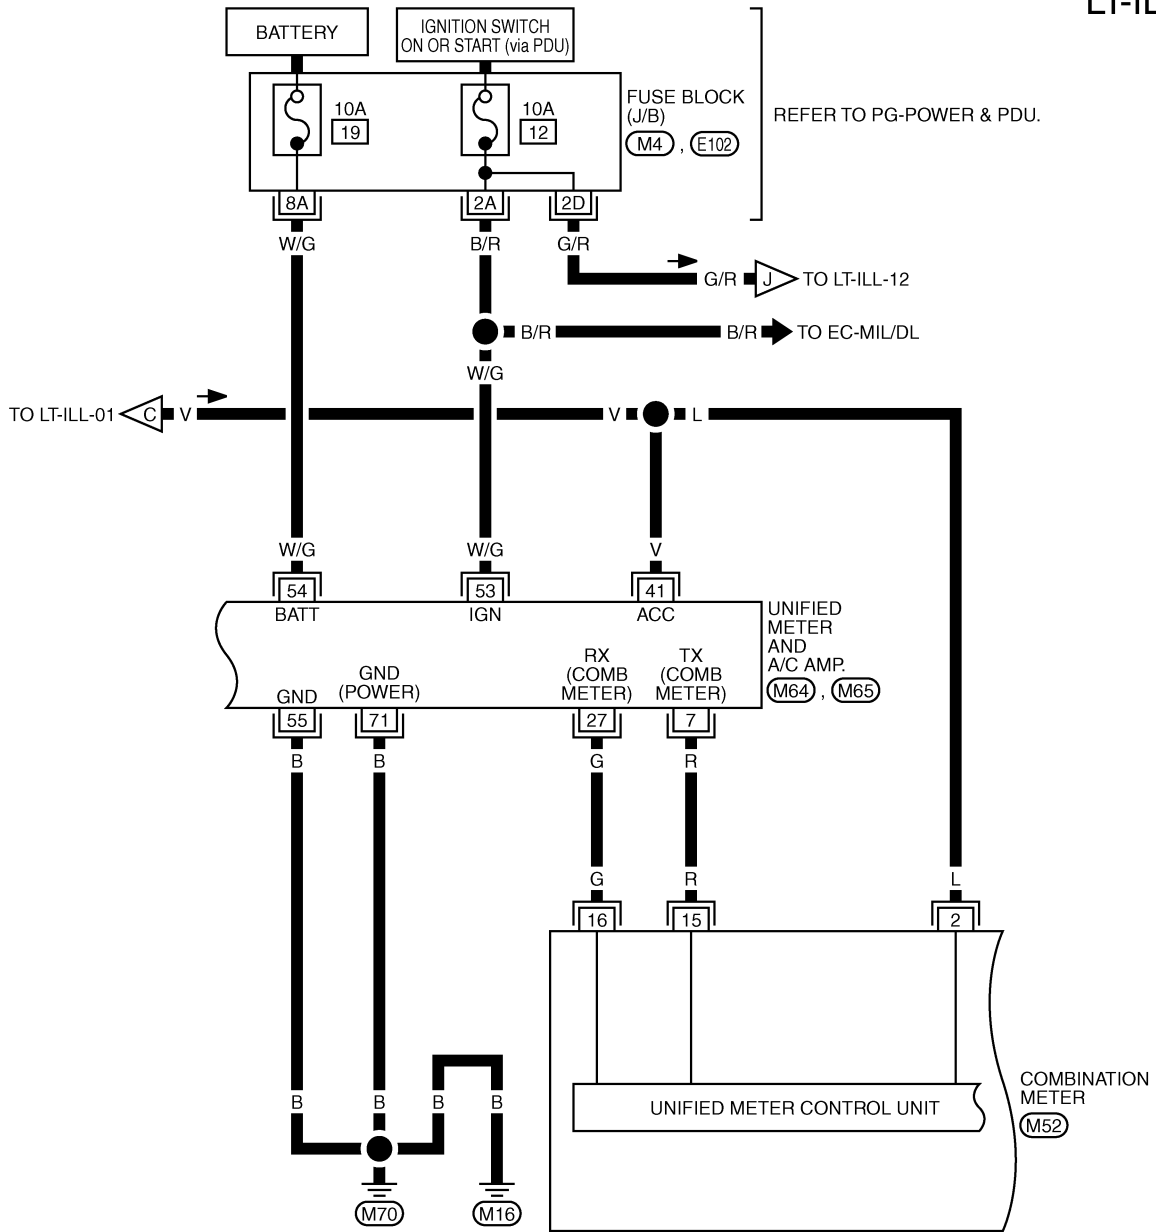 LT-IL
BATTERY
IGNITION SWITCH
ON OR START (via PDU)
10A
19
10A
12
FUSE BLOCK
(J/B)
M4 , E102
REFER TO PG-POWER & PDU.
8A
2A
2D
W/G
B/R
G/R
G/R
J
TO LT-ILL-12
B/R
B/R
TO EC-MIL/DL
W/G
TO LT-ILL-01
C
V
V
L
W/G
W/G
V
54
53
41
BATT
IGN
ACC
UNIFIED
METER
AND
A/C AMP.
M64 , M65
GND
GND
(POWER)
RX
(COMB
METER)
TX
(COMB
METER)
55
71
27
7
B
B
G
R
G
R
L
16
15
2
UNIFIED METER CONTROL UNIT
COMBINATION
METER
M52
B
B
B
B
M70
M16